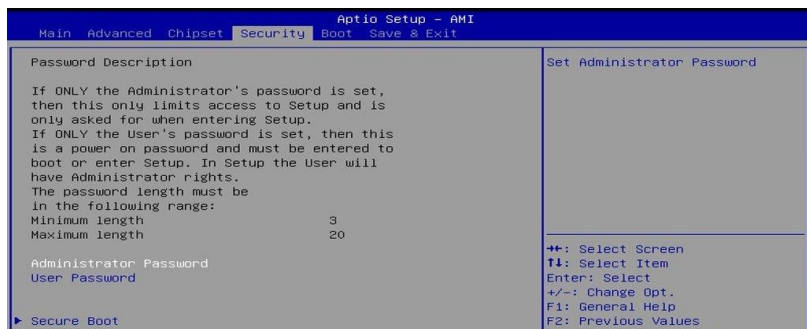 Aptio Setup – AMI
Main Advanced Chipset Security Boot Save & Exit
Password Description
If ONLY the Administrator's password is set,
then this only limits access to Setup and is
only asked for when entering Setup.
If ONLY the User's password is set, then this
is a power on password and must be entered to
boot or enter Setup. In Setup the User will
have Administrator rights.
The password length must be
in the following range:
Minimum length 3
Maximum length 20
Administrator Password
User Password
▶ Secure Boot
Set Administrator Password
→←: Select Screen
↑↓: Select Item
Enter: Select
+/-: Change Opt.
F1: General Help
F2: Previous Values